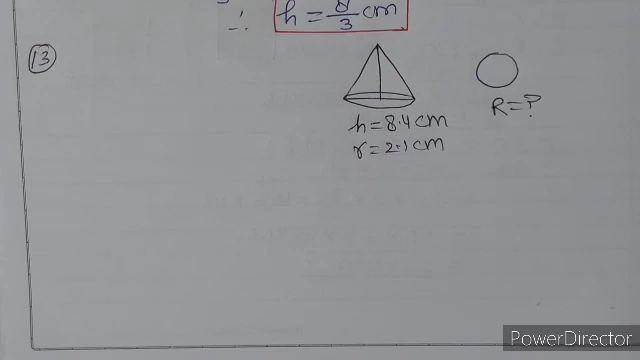 ∴ h = 8/3 cm
13
h = 8.4 cm
r = 2.1 cm
R = ?
PowerDirector